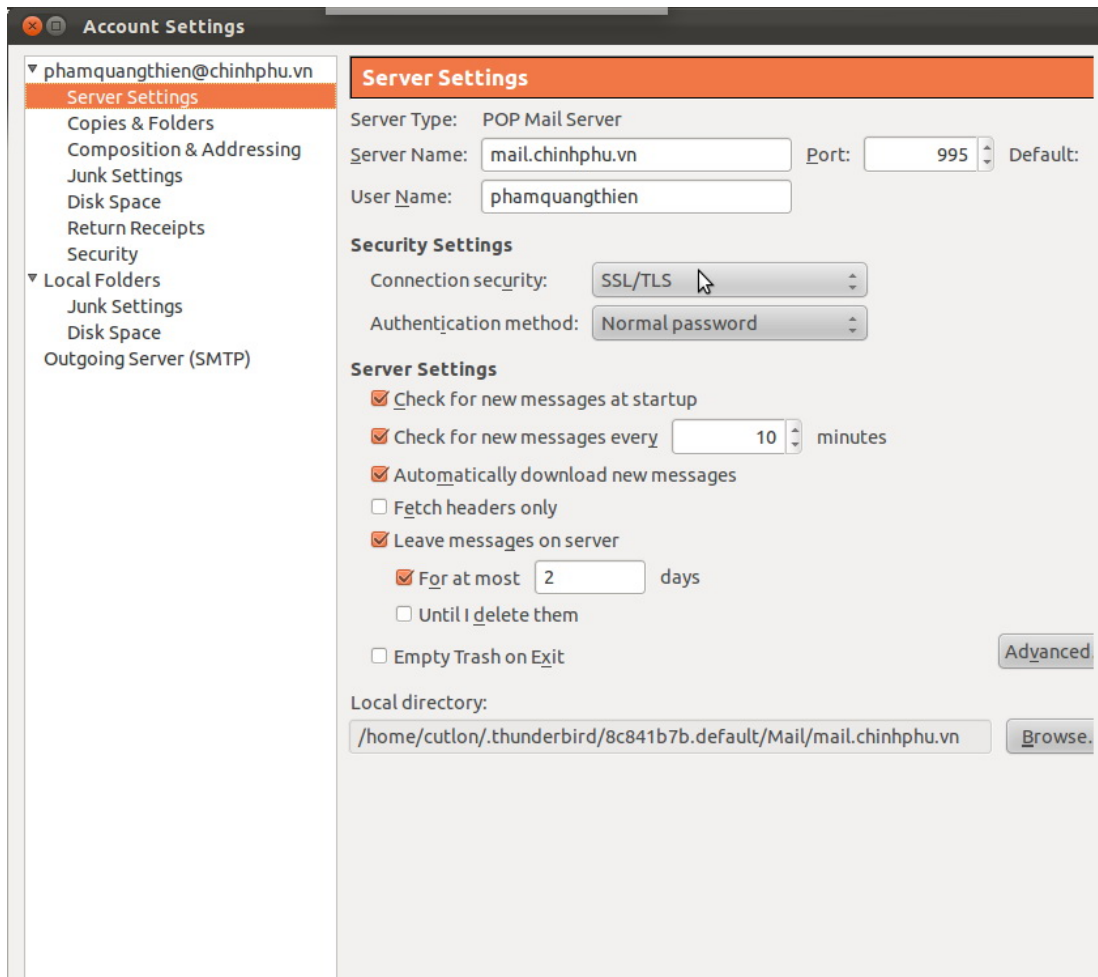 Account Settings
phamquangthien@chinhphu.vn
Server Settings
Copies & Folders
Composition & Addressing
Junk Settings
Disk Space
Return Receipts
Security
Local Folders
Junk Settings
Disk Space
Outgoing Server (SMTP)
Server Settings
Server Type: POP Mail Server
Server Name: mail.chinhphu.vn Port: 995 Default:
User Name: phamquangthien
Security Settings
Connection security: SSL/TLS
Authentication method: Normal password
Server Settings
Check for new messages at startup
Check for new messages every 10 minutes
Automatically download new messages
Fetch headers only
Leave messages on server
For at most 2 days
Until I delete them
Empty Trash on Exit
Advanced.
Local directory:
/home/cutlon/.thunderbird/8c841b7b.default/Mail/mail.chinhphu.vn Browse.